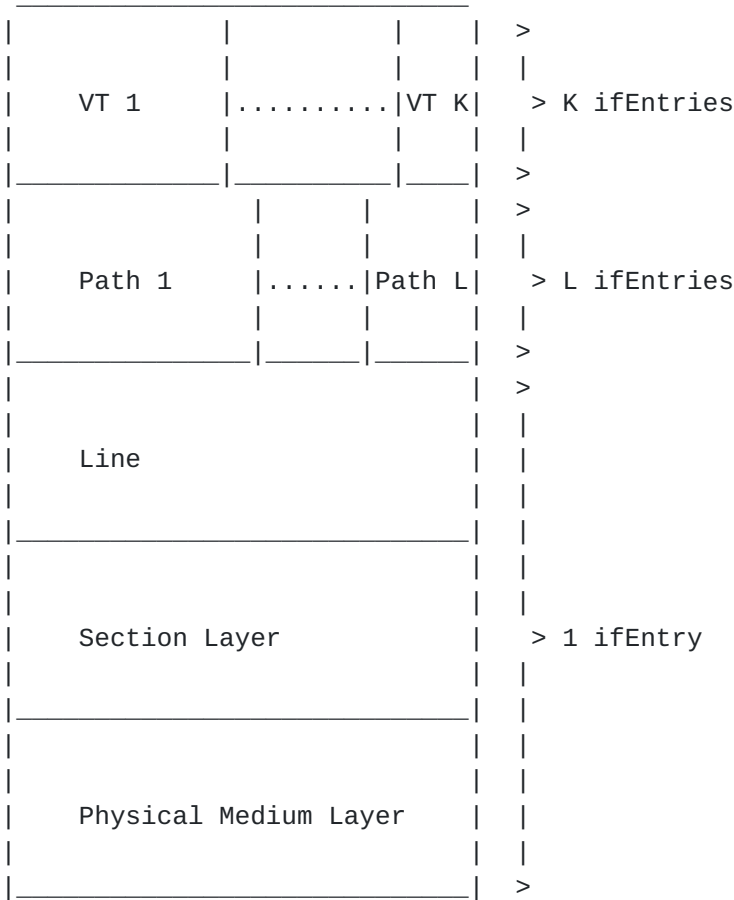 VT 1 |..........|VT K| > K ifEntries
Path 1 |......|Path L| > L ifEntries
Line
Section Layer | > 1 ifEntry
Physical Medium Layer